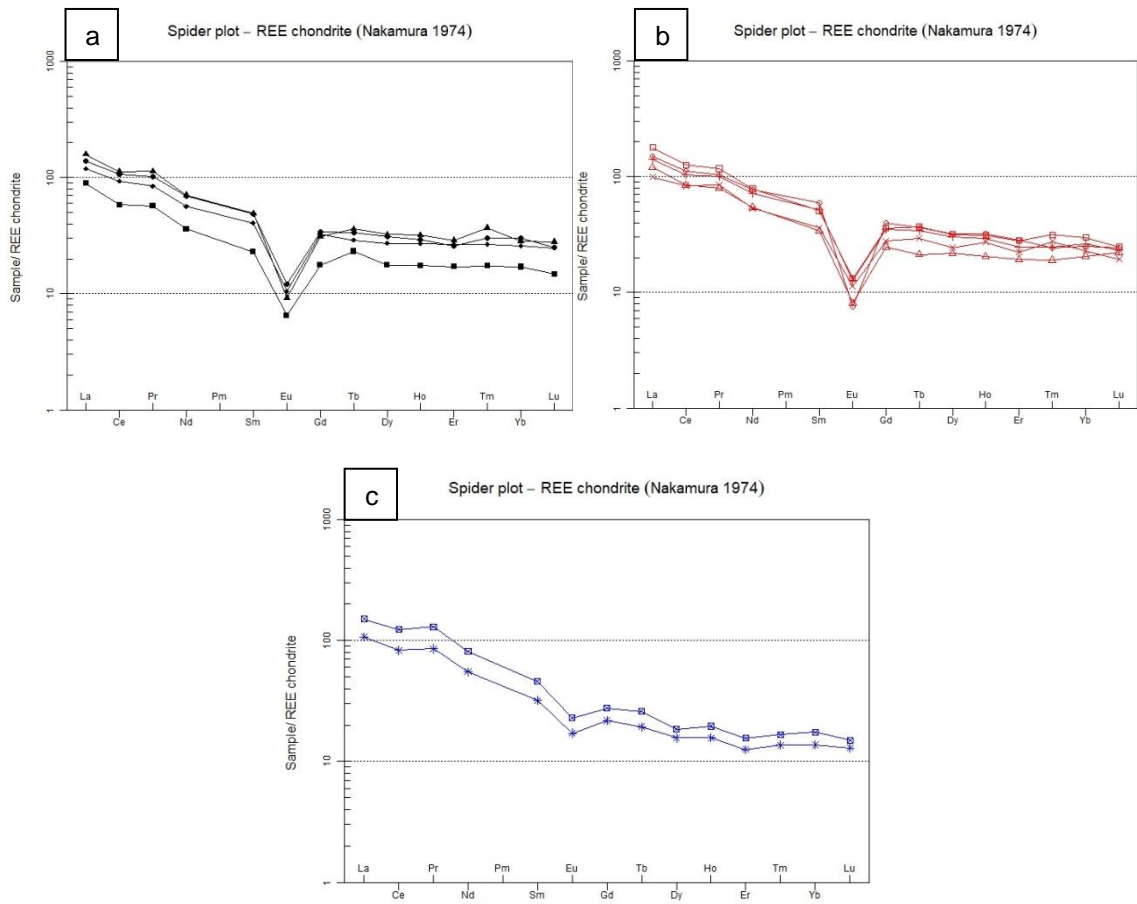 a
Spider plot – REE chondrite (Nakamura 1974)
Sample/ REE chondrite
1000
100
10
1
La Pr Pm Eu Tb Ho Tm Lu
Ce Nd Sm Gd Dy Er Yb
b
Spider plot – REE chondrite (Nakamura 1974)
Sample/ REE chondrite
1000
100
10
1
La Pr Pm Eu Tb Ho Tm Lu
Ce Nd Sm Gd Dy Er Yb
c
Spider plot – REE chondrite (Nakamura 1974)
Sample/ REE chondrite
1000
100
10
1
La Pr Pm Eu Tb Ho Tm Lu
Ce Nd Sm Gd Dy Er Yb